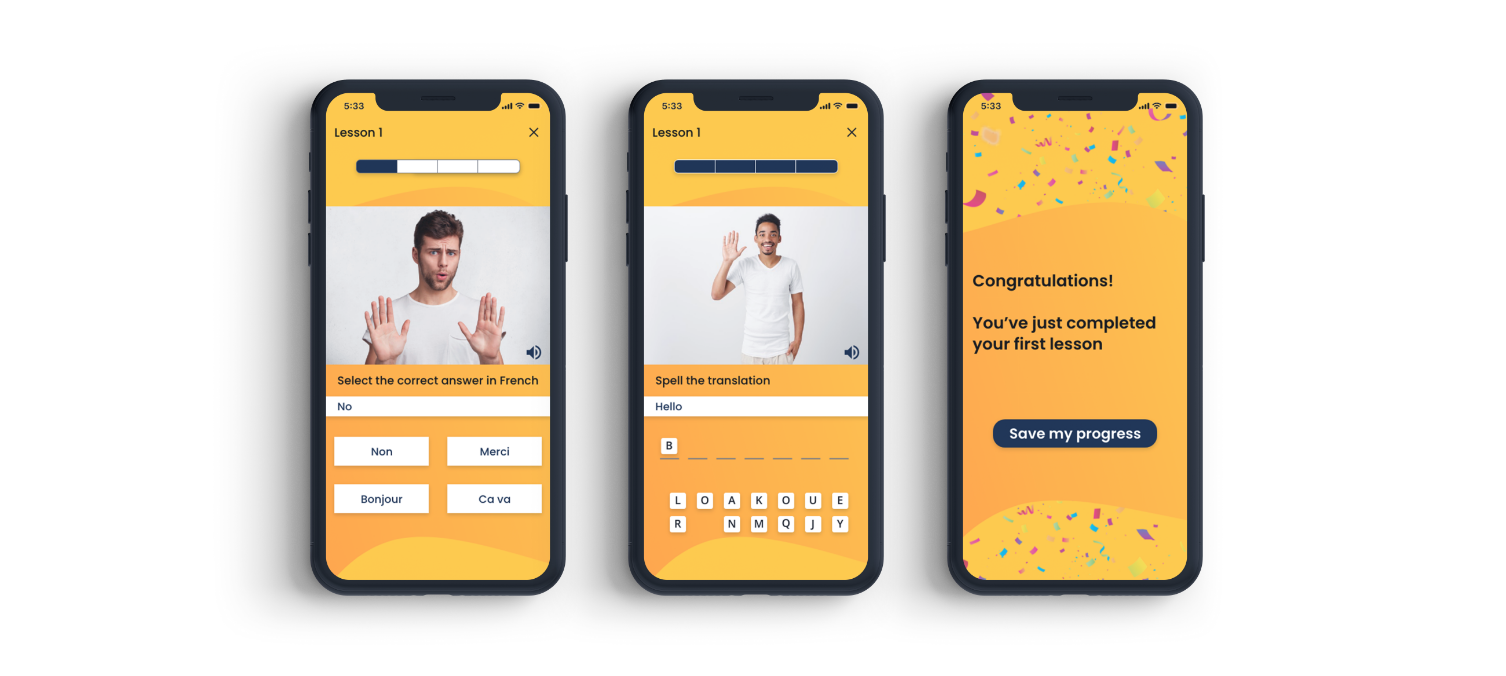 5:33
Lesson 1
Select the correct answer in French
No
Non
Merci
Bonjour
Ca va
5:33
Lesson 1
Spell the translation
Hello
B
L O A K O U E
R N M Q J Y
5:33
Congratulations!
You’ve just completed
your first lesson
Save my progress